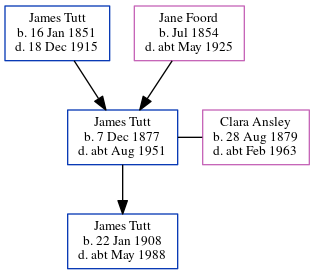 James Tutt
b. 16 Jan 1851
d. 18 Dec 1915
Jane Foord
b. Jul 1854
d. abt May 1925
James Tutt
b. 7 Dec 1877
d. abt Aug 1951
Clara Ansley
b. 28 Aug 1879
d. abt Feb 1963
James Tutt
b. 22 Jan 1908
d. abt May 1988